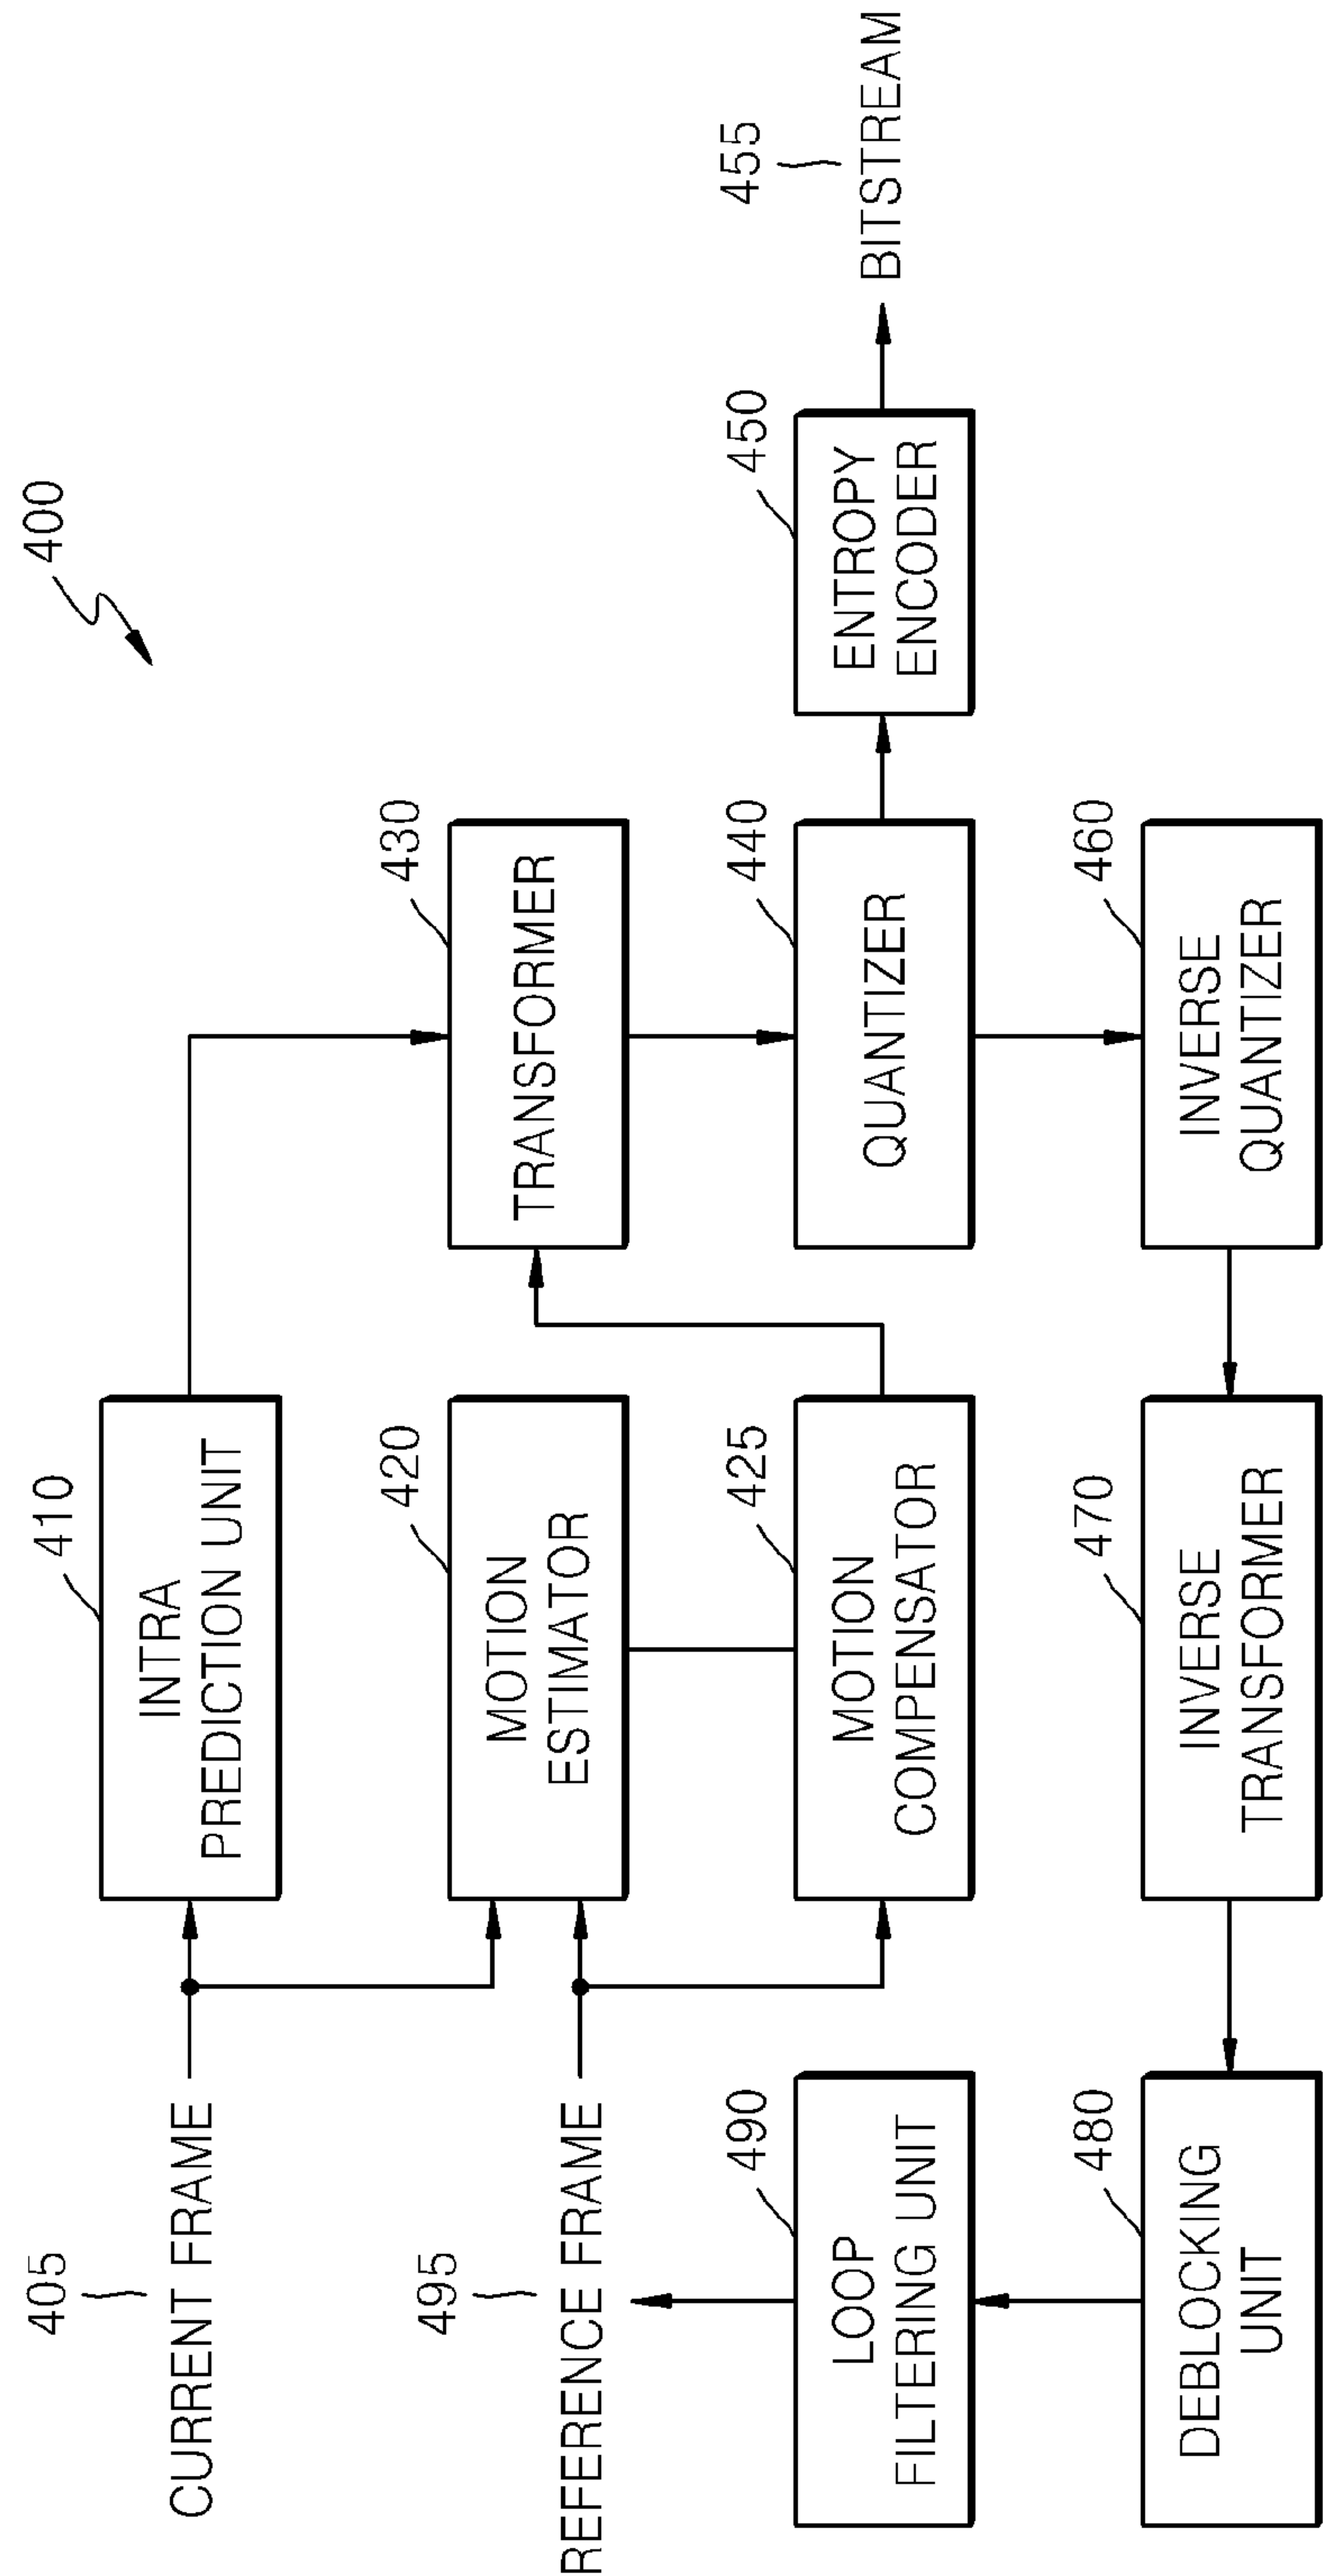 400
405
CURRENT FRAME
410
INTRA
PREDICTION UNIT
495
REFERENCE FRAME
420
MOTION
ESTIMATOR
430
TRANSFORMER
490
LOOP
FILTERING UNIT
425
MOTION
COMPENSATOR
440
QUANTIZER
450
ENTROPY
ENCODER
455
BITSTREAM
480
DEBLOCKING
UNIT
470
INVERSE
TRANSFORMER
460
INVERSE
QUANTIZER